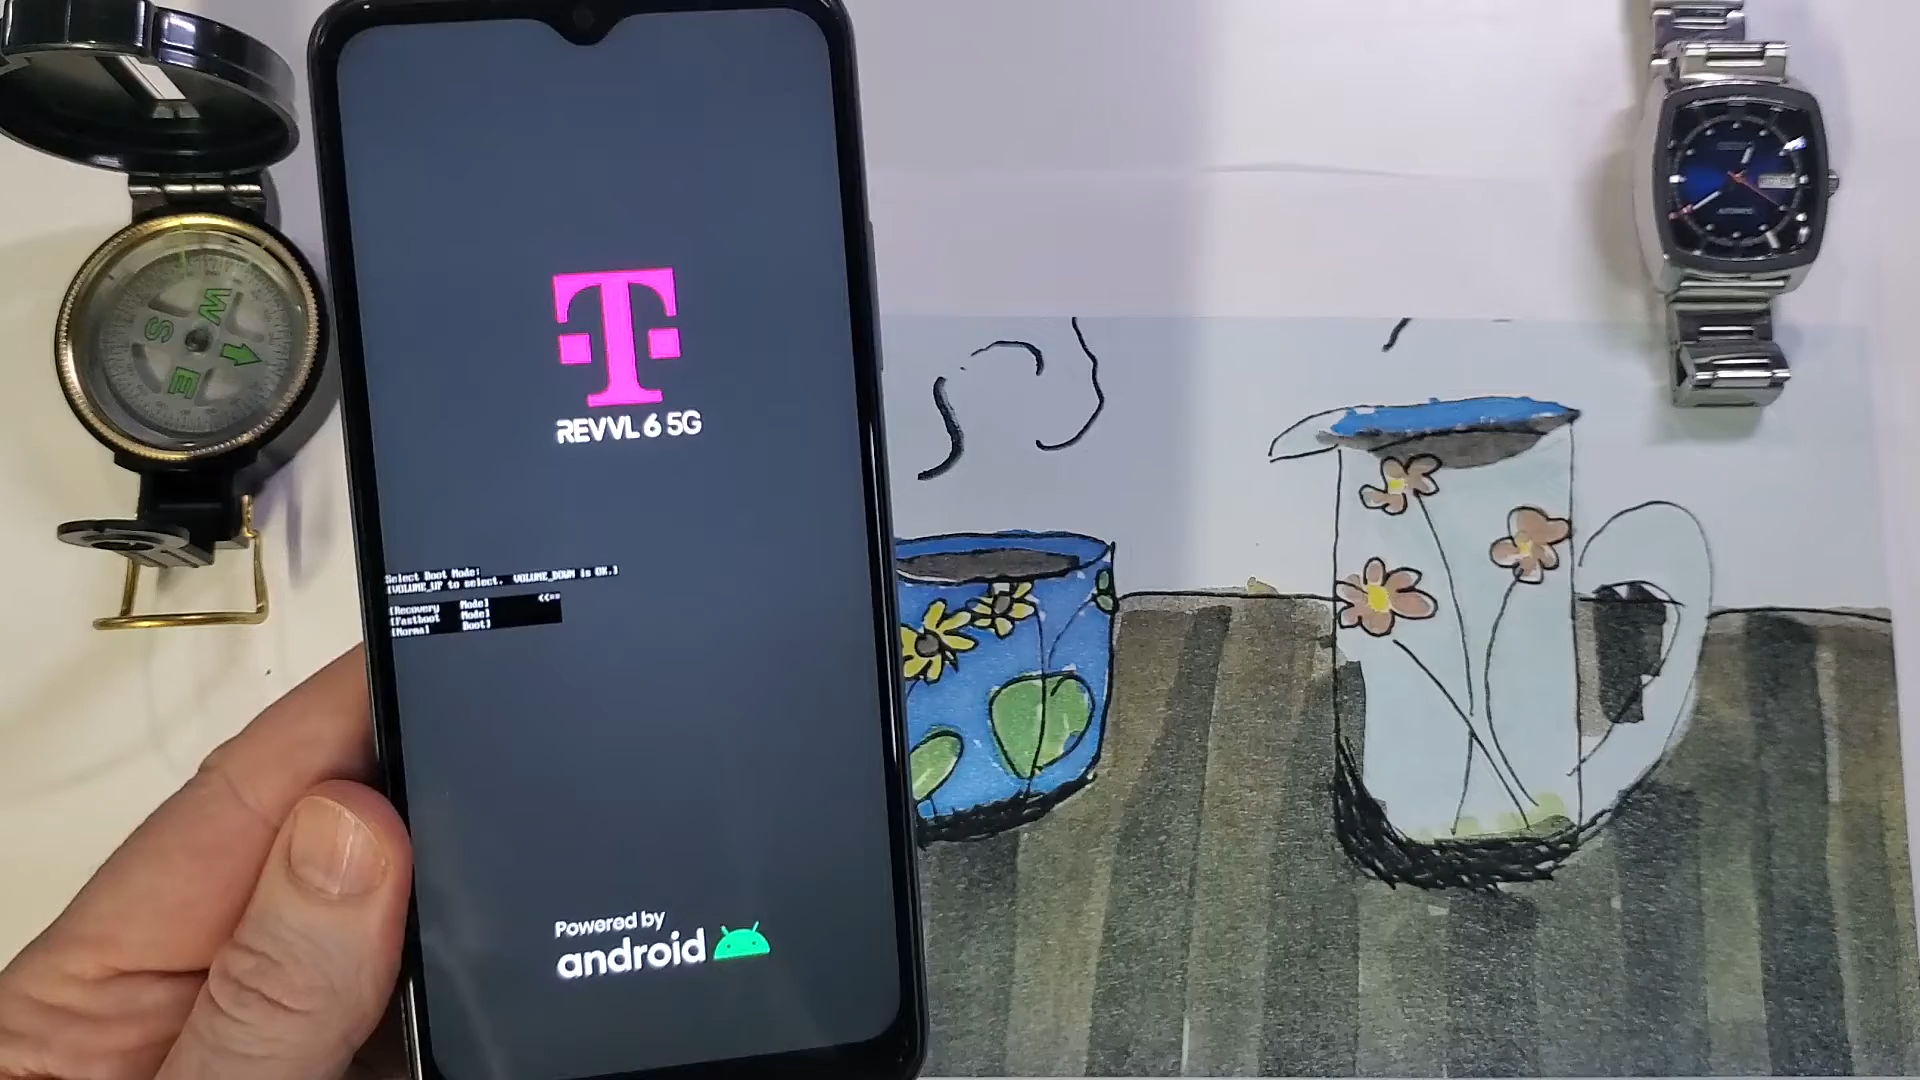 W
S
E
T
REVVL 6 5G
Select Boot Mode:
[VOLUME_UP to select.  VOLUME_DOWN is OK.]
[Recovery    Mode]    <<==
[Fastboot    Mode]
[Normal      Boot]
Powered by
android
AUTOMATIC